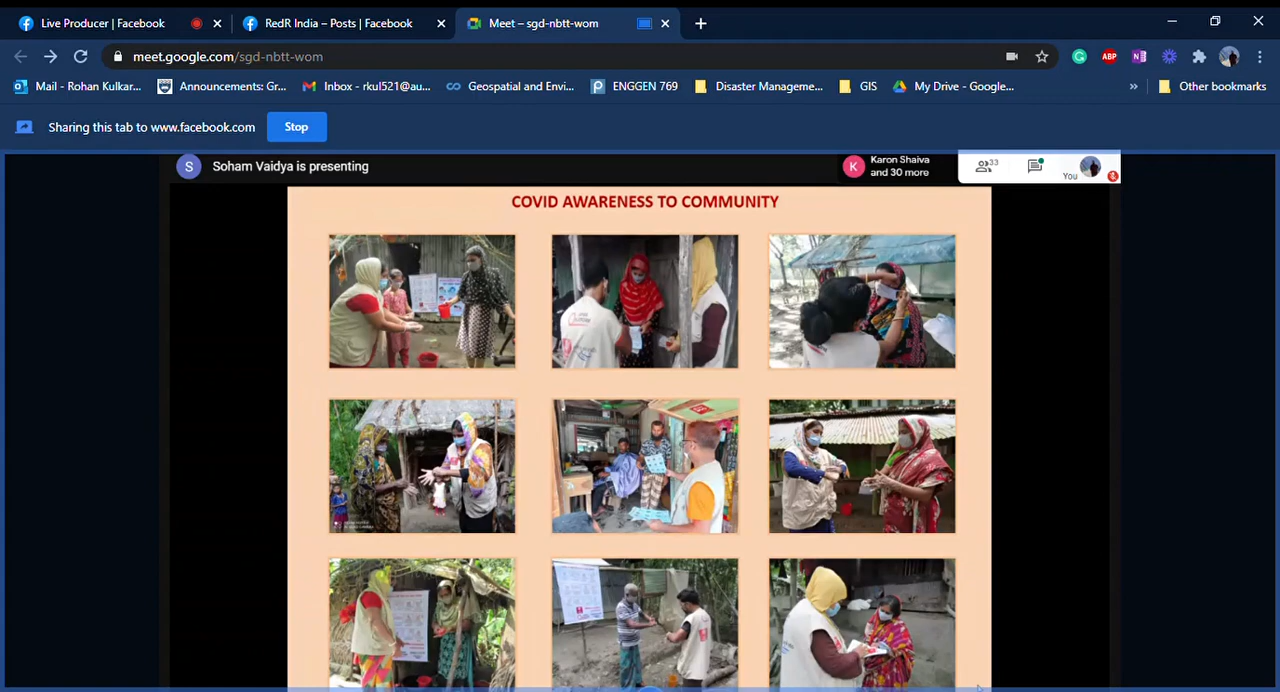 Live Producer | Facebook
RedR India – Posts | Facebook
Meet – sgd-nbtt-wom
meet.google.com/sgd-nbtt-wom
Mail - Rohan Kulkar...
Announcements: Gr...
Inbox - rkul521@au...
Geospatial and Envi...
ENGGEN 769
Disaster Manageme...
GIS
My Drive - Google...
Other bookmarks
Sharing this tab to www.facebook.com
Stop
S
Soham Vaidya is presenting
K
Karon Shaiva
and 30 more
33
You
COVID AWARENESS TO COMMUNITY